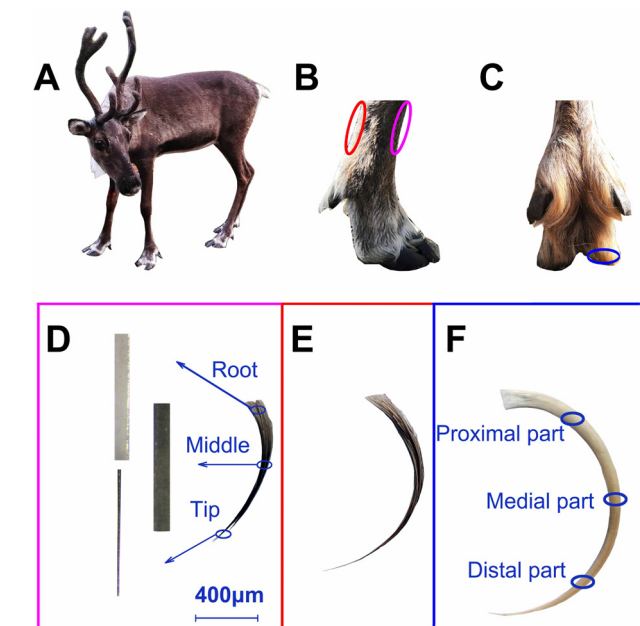 A
B
C
D
E
F
Root
Middle
Tip
400µm
Proximal part
Medial part
Distal part